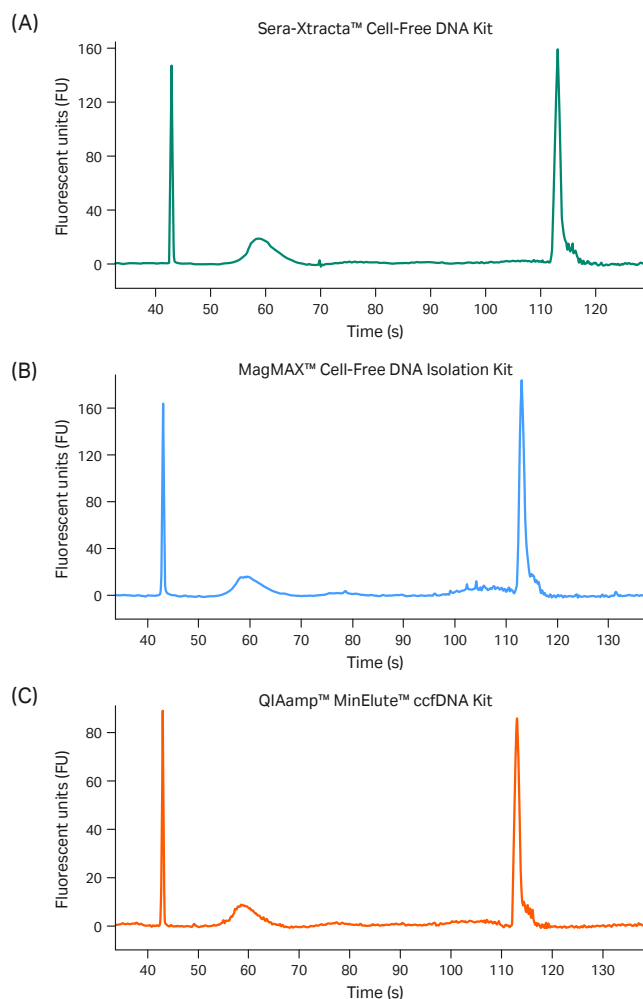 (A)
Sera-Xtracta™ Cell-Free DNA Kit
Fluorescent units (FU)
160
120
80
40
0
40 50 60 70 80 90 100 110 120
Time (s)
(B)
MagMAX™ Cell-Free DNA Isolation Kit
Fluorescent units (FU)
160
120
80
40
0
40 50 60 70 80 90 100 110 120 130
Time (s)
(C)
QIAamp™ MinElute™ ccfDNA Kit
Fluorescent units (FU)
80
60
40
20
0
40 50 60 70 80 90 100 110 120 130
Time (s)